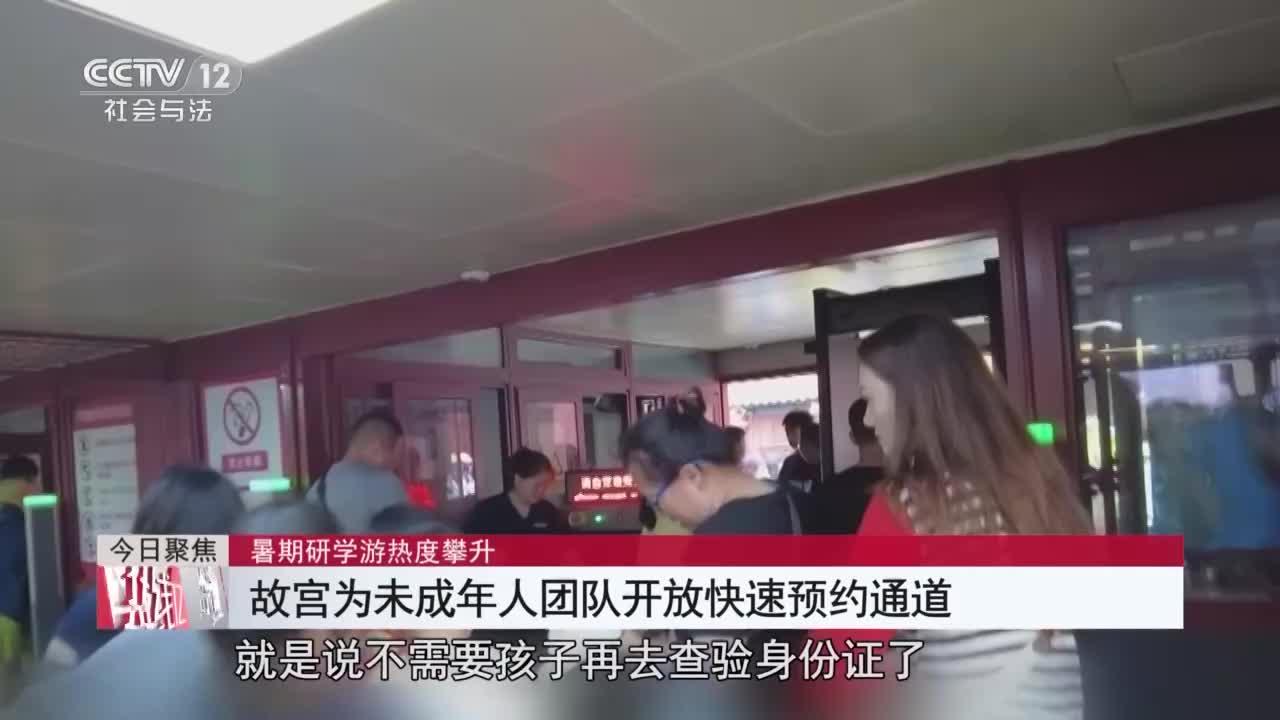 CCTV 12
社会与法
今日聚焦
暑期研学游热度攀升
故宫为未成年人团队开放快速预约通道
就是说不需要孩子再去查验身份证了